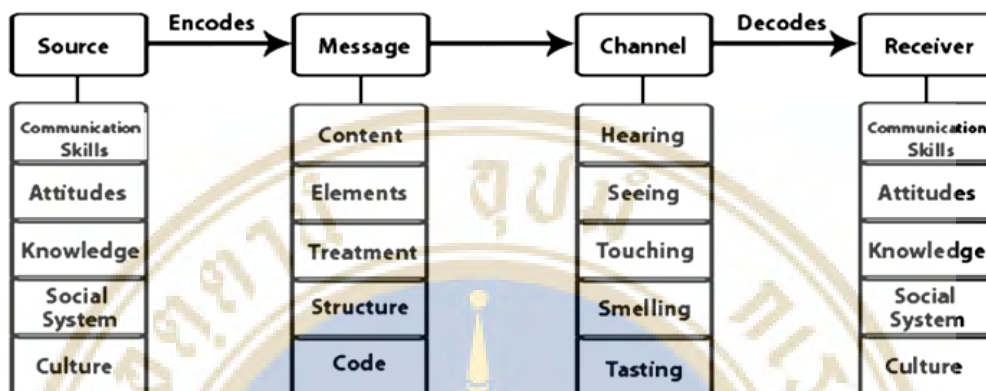 Encodes
Decodes
Source
Message
Channel
Receiver
Communication
Skills
Attitudes
Knowledge
Social
System
Culture
Content
Elements
Treatment
Structure
Code
Hearing
Seeing
Touching
Smelling
Tasting
Communication
Skills
Attitudes
Knowledge
Social
System
Culture